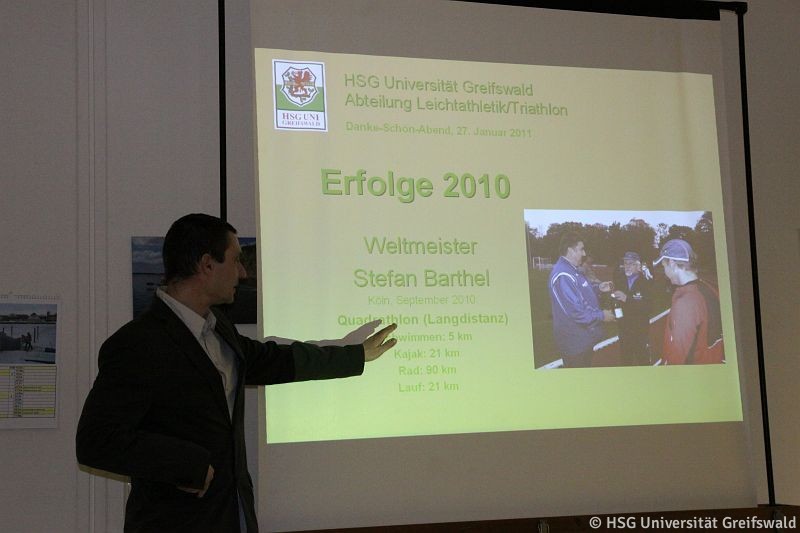 HSG Universität Greifswald
Abteilung Leichtathletik/Triathlon
HSG UNI
GREIFSWALD
Danke-Schön-Abend, 27. Januar 2011
Erfolge 2010
Weltmeister
Stefan Barthel
Köln, September 2010
Quadrathlon (Langdistanz)
wimmen: 5 km
Kajak: 21 km
Rad: 90 km
Lauf: 21 km
© HSG Universität Greifswald